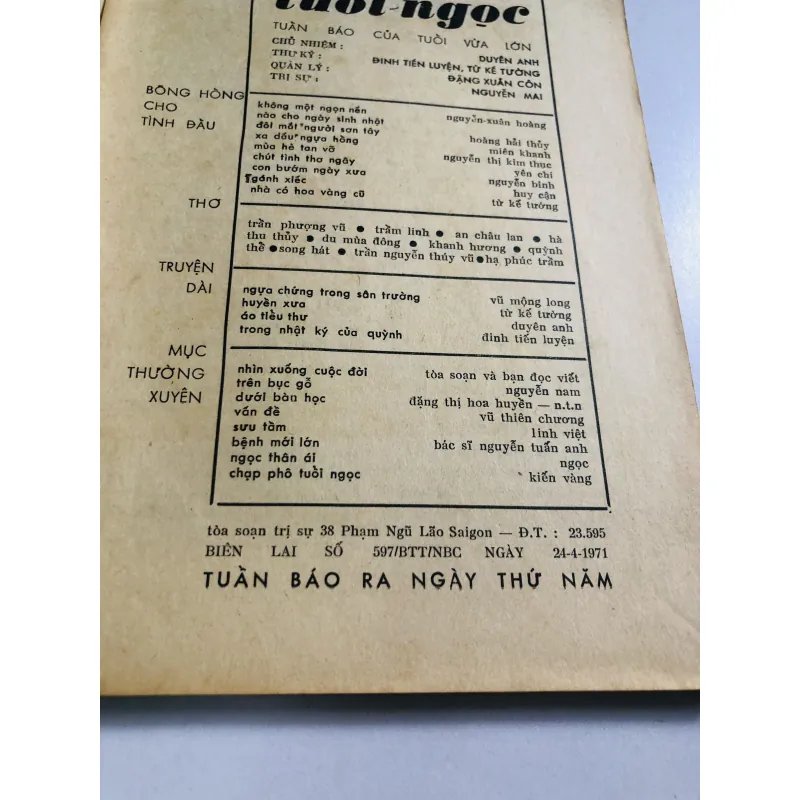 tuổi-ngọc
TUẦN BÁO CỦA TUỔI VỪA LỚN
CHỦ NHIỆM : DUYÊN ANH
THƯ KÝ : ĐINH TIẾN LUYỆN, TỪ KẾ TƯỜNG
QUẢN LÝ : ĐẶNG XUÂN CÔN
TRỊ SỰ : NGUYỄN MAI
BÔNG HỒNG CHO TÌNH ĐẦU
không một ngọn nến
nào cho ngày sinh nhật nguyễn-xuân hoàng
đôi mắt người sơn tây
xa dấu ngựa hồng hoàng hải thủy
mùa hè tan vỡ miên khanh
chút tình thơ ngây nguyễn thị kim thuc
con bướm ngày xưa yên chi
gánh xiếc nguyễn bính
nhà có hoa vàng cũ huy cận
từ kế tường
THƠ
trần phượng vũ ● trầm linh ● an châu lan ● hà
thu thủy ● du mùa đông ● khanh hương ● quỳnh
thề ● song hát ● trần nguyễn thúy vũ ● hạ phúc trầm
TRUYỆN DÀI
ngựa chứng trong sân trường vũ mộng long
huyền xưa từ kế tường
áo tiểu thư duyên anh
trong nhật ký của quỳnh đinh tiến luyện
MỤC THƯỜNG XUYÊN
nhìn xuống cuộc đời tòa soạn và bạn đọc viết
trên bục gỗ nguyễn nam
dưới bàn học đặng thị hoa huyền — n.t.n
vấn đề vũ thiên chương
sưu tầm linh việt
bệnh mới lớn bác sĩ nguyễn tuấn anh
ngọc thân ái ngọc
chạp phô tuổi ngọc kiến vàng
tòa soạn trị sự 38 Phạm Ngũ Lão Saigon — Đ.T. : 23.595
BIÊN LAI SỐ 597/BTT/NBC NGÀY 24-4-1971
TUẦN BÁO RA NGÀY THỨ NĂM